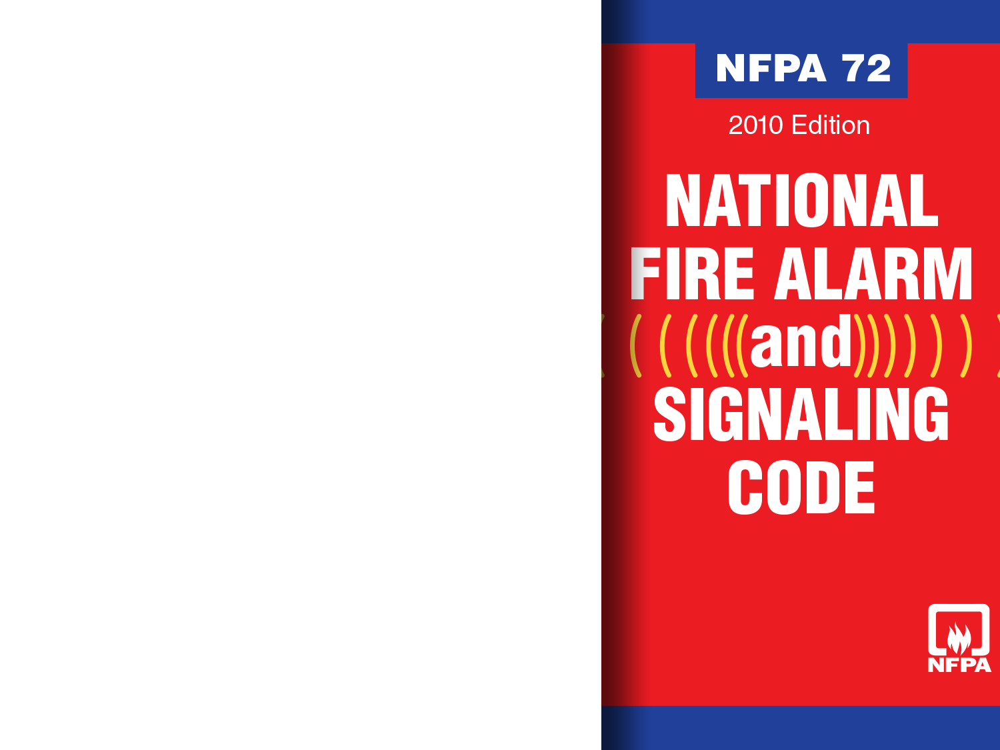 NFPA 72
2010 Edition
NATIONAL
FIRE ALARM
((((((( and )))))))
SIGNALING
CODE
NFPA